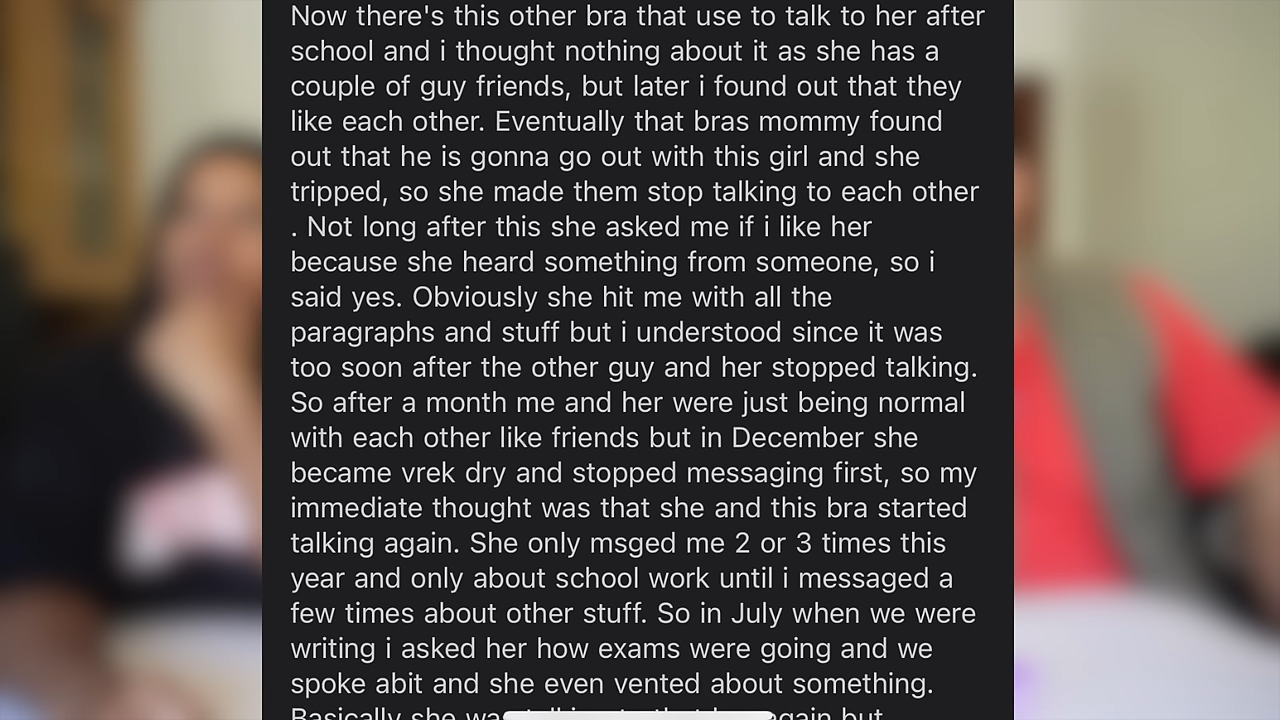 Now there's this other bra that use to talk to her after
school and i thought nothing about it as she has a
couple of guy friends, but later i found out that they
like each other. Eventually that bras mommy found
out that he is gonna go out with this girl and she
tripped, so she made them stop talking to each other
. Not long after this she asked me if i like her
because she heard something from someone, so i
said yes. Obviously she hit me with all the
paragraphs and stuff but i understood since it was
too soon after the other guy and her stopped talking.
So after a month me and her were just being normal
with each other like friends but in December she
became vrek dry and stopped messaging first, so my
immediate thought was that she and this bra started
talking again. She only msged me 2 or 3 times this
year and only about school work until i messaged a
few times about other stuff. So in July when we were
writing i asked her how exams were going and we
spoke abit and she even vented about something.
Basically she was talking to that again but